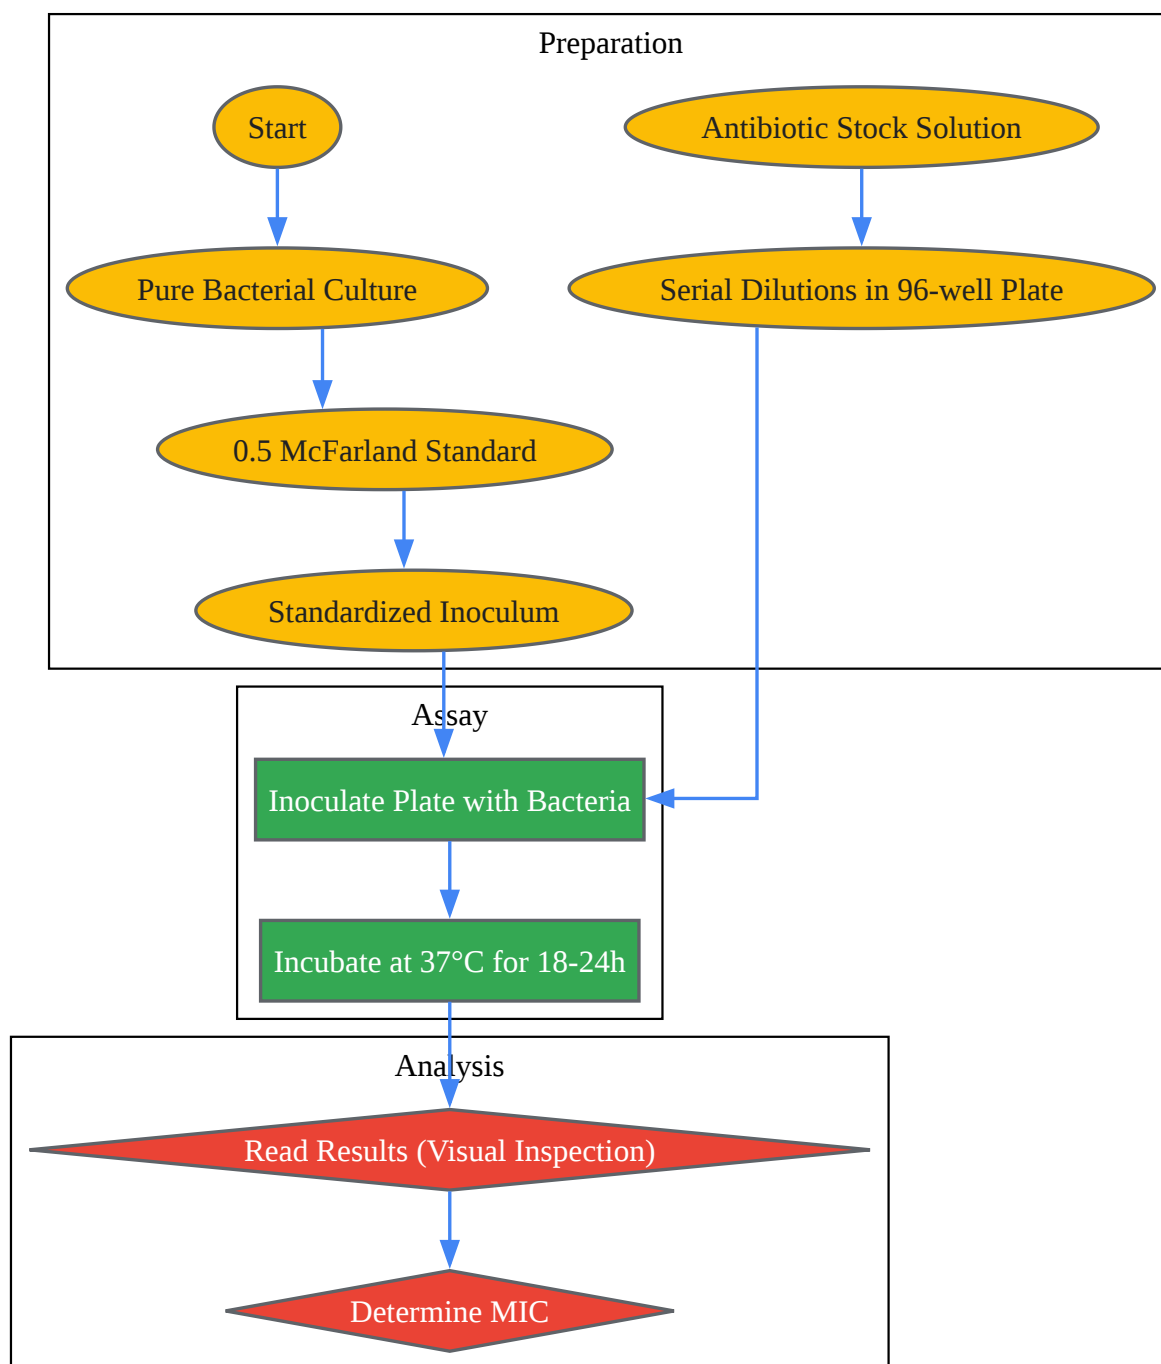 Preparation
Start
Antibiotic Stock Solution
Pure Bacterial Culture
Serial Dilutions in 96-well Plate
0.5 McFarland Standard
Standardized Inoculum
Assay
Inoculate Plate with Bacteria
Incubate at 37°C for 18-24h
Analysis
Read Results (Visual Inspection)
Determine MIC